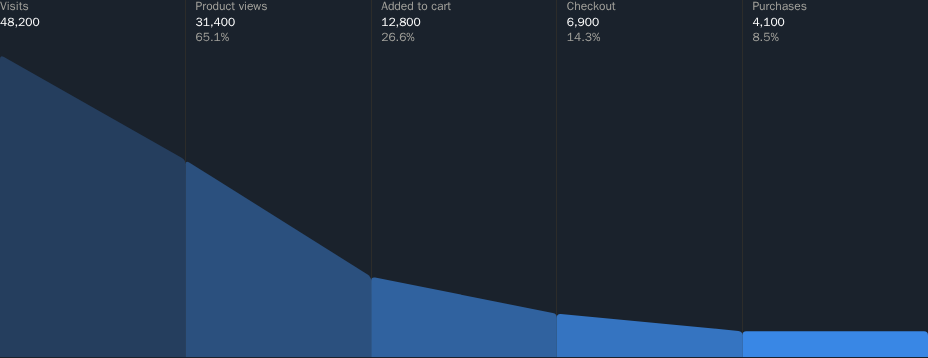 Visits
48,200
Product views
31,400
65.1%
Added to cart
12,800
26.6%
Checkout
6,900
14.3%
Purchases
4,100
8.5%